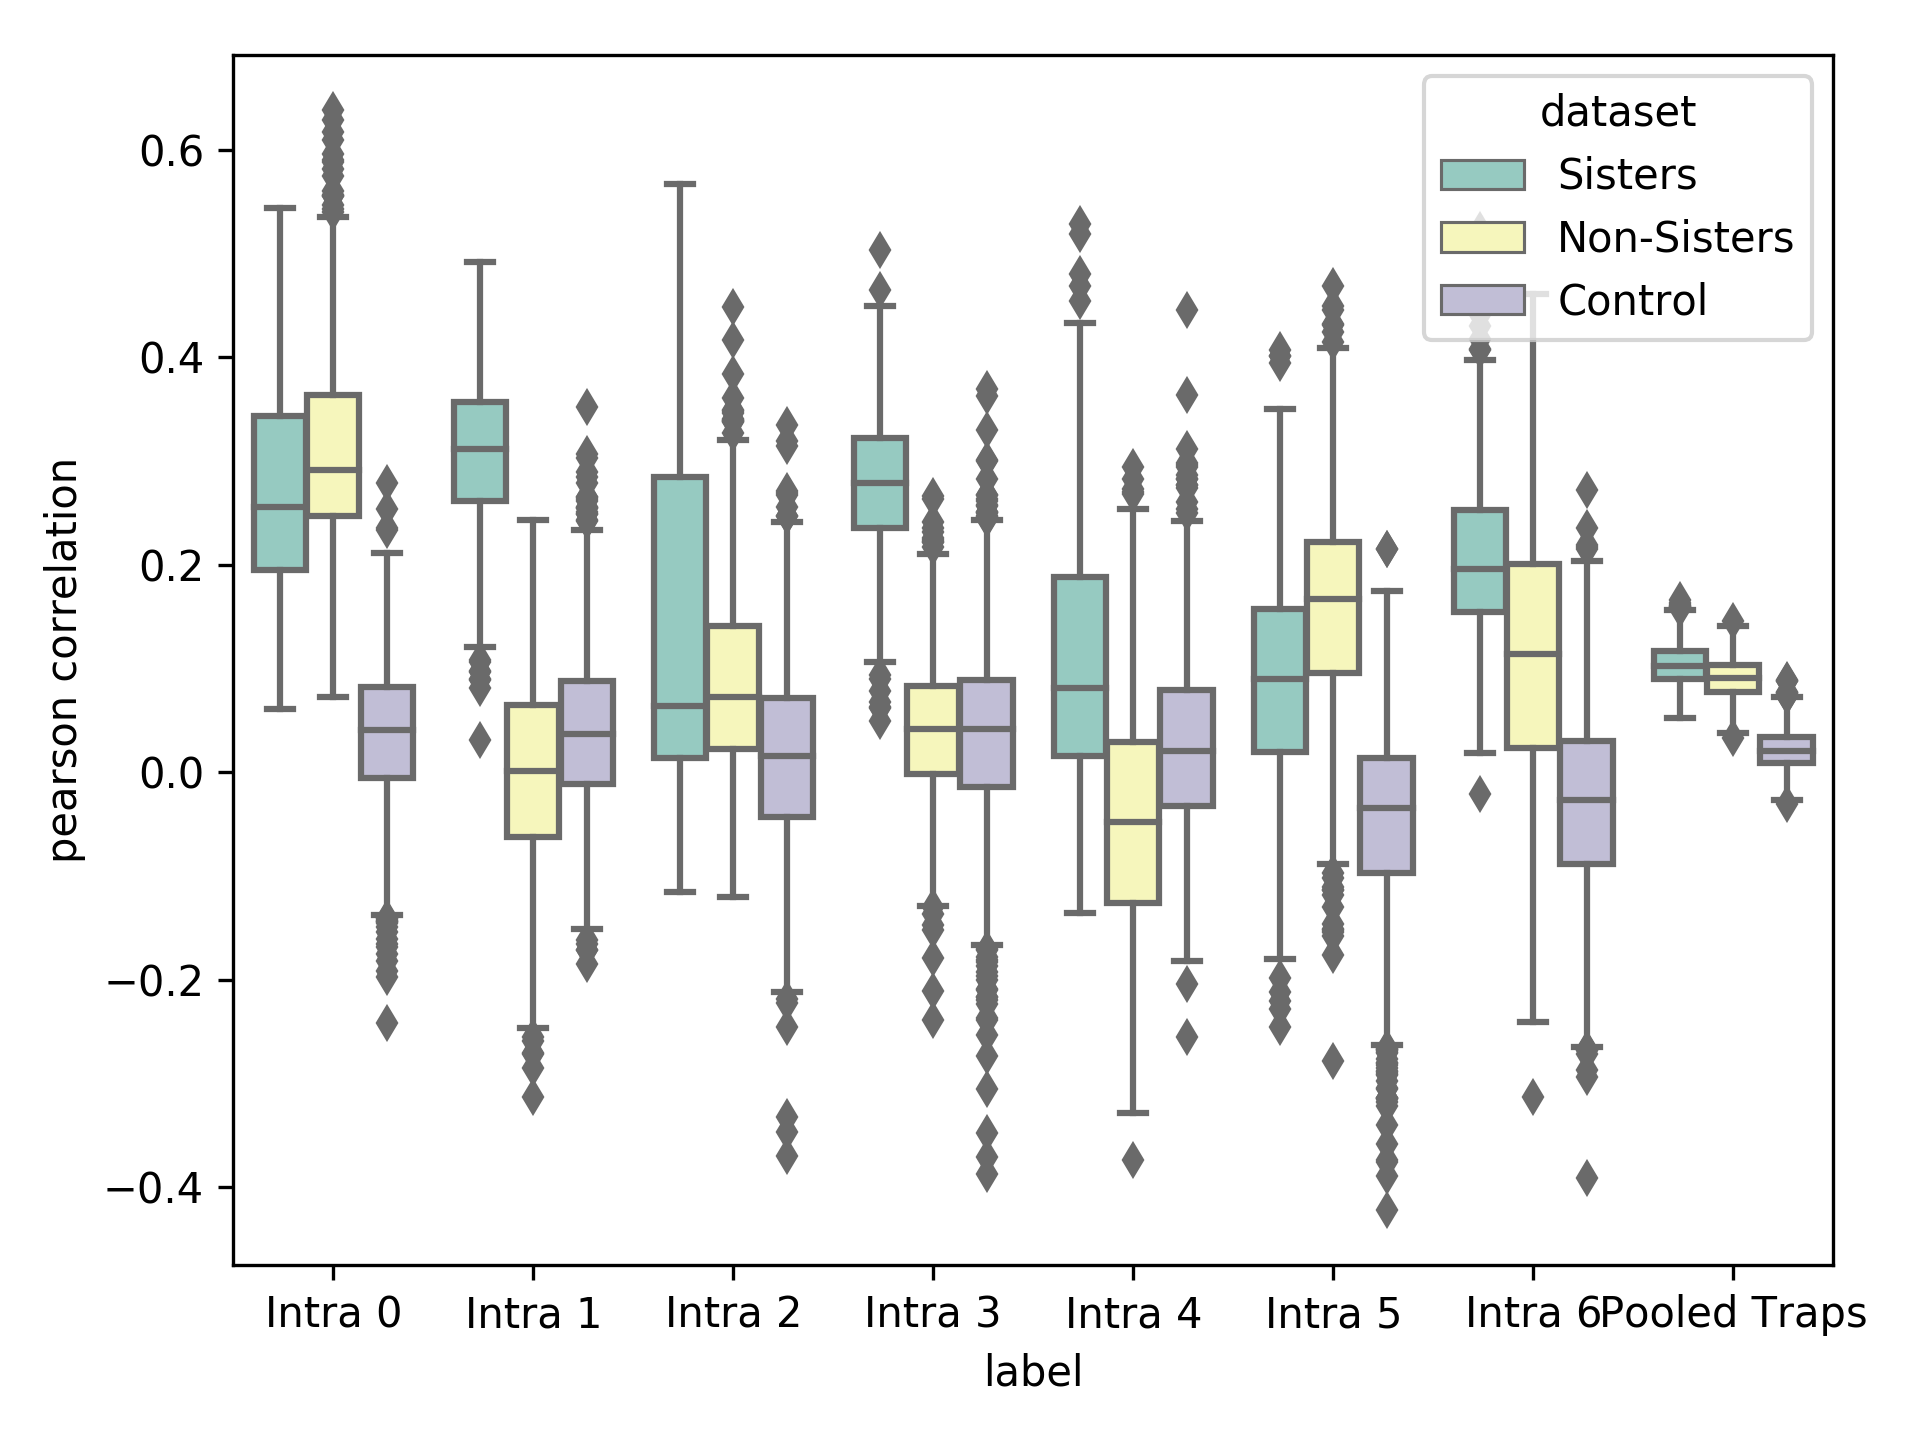 dataset
Sisters
Non-Sisters
Control
pearson correlation
0.6
0.4
0.2
0.0
−0.2
−0.4
Intra 0
Intra 1
Intra 2
Intra 3
Intra 4
Intra 5
Intra 6
Pooled Traps
label